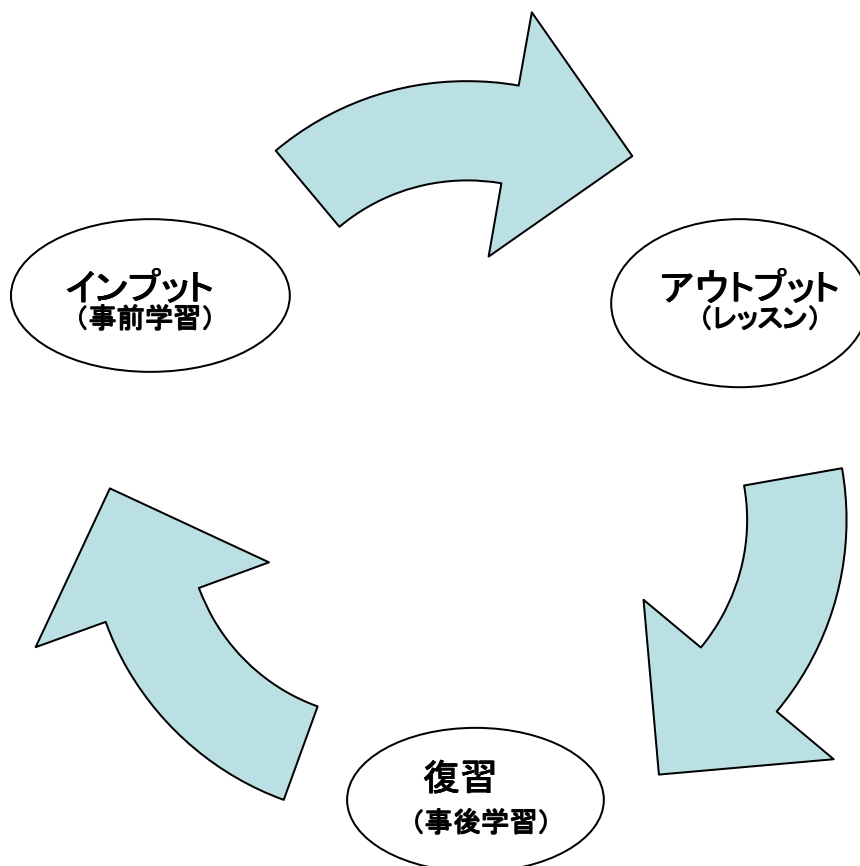 インプット
（事前学習）
アウトプット
（レッスン）
復習
（事後学習）